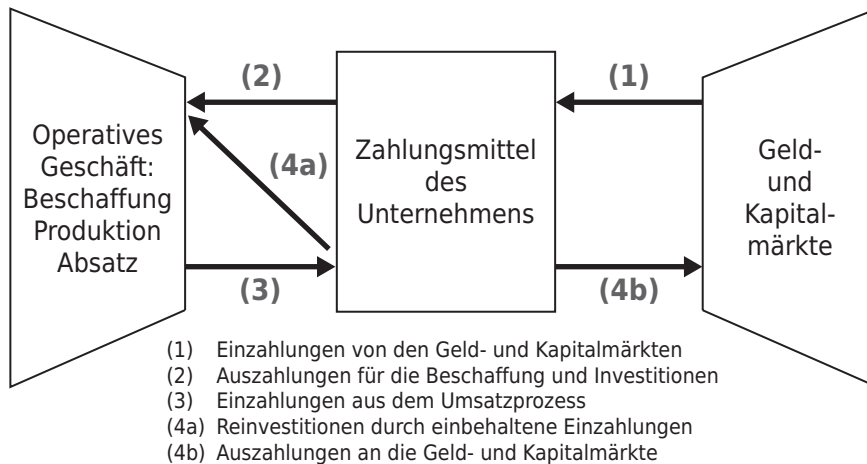 (2)
(1)
Operatives
Geschäft:
Beschaffung
Produktion
Absatz
(4a)
Zahlungsmittel
des
Unternehmens
Geld-
und
Kapital-
märkte
(3)
(4b)
(1) Einzahlungen von den Geld- und Kapitalmärkten
(2) Auszahlungen für die Beschaffung und Investitionen
(3) Einzahlungen aus dem Umsatzprozess
(4a) Reinvestitionen durch einbehaltene Einzahlungen
(4b) Auszahlungen an die Geld- und Kapitalmärkte